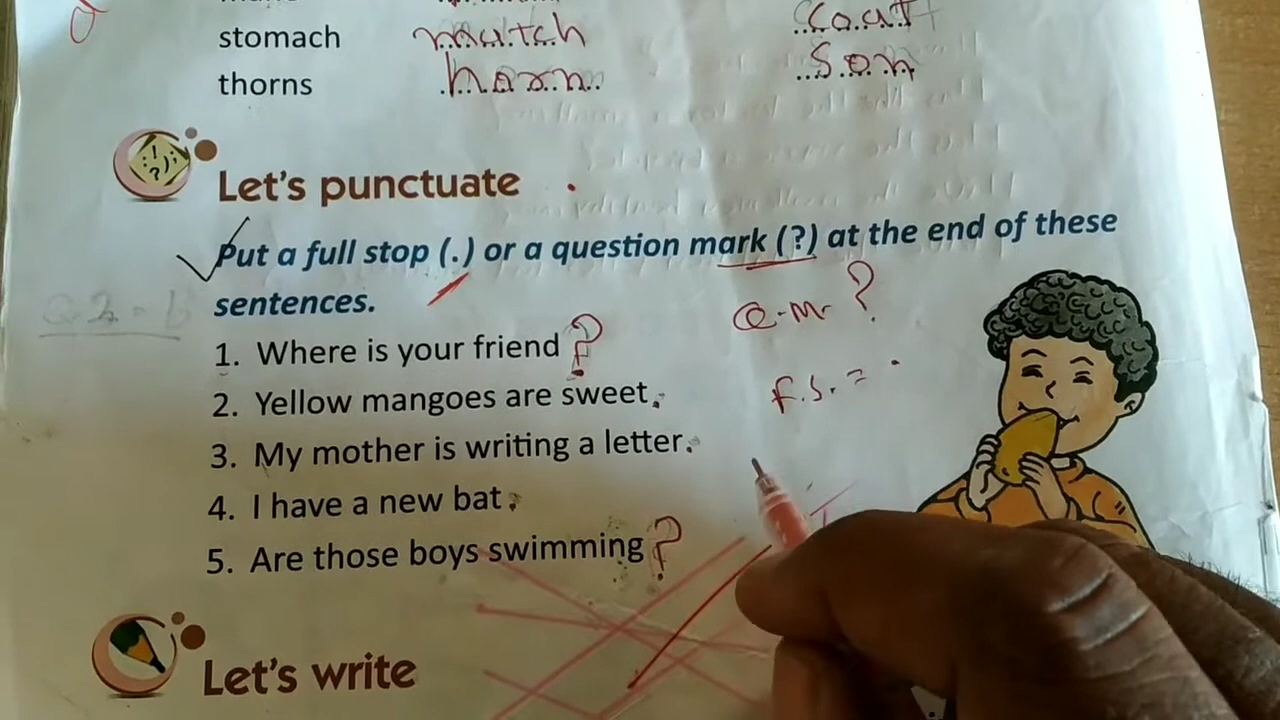 stomach match coat
thorns horn son
Let's punctuate .
Put a full stop (.) or a question mark (?) at the end of these
sentences.
Q.M. ?
1. Where is your friend ?
F.S. = .
2. Yellow mangoes are sweet.
3. My mother is writing a letter.
4. I have a new bat.
5. Are those boys swimming ?
Let's write